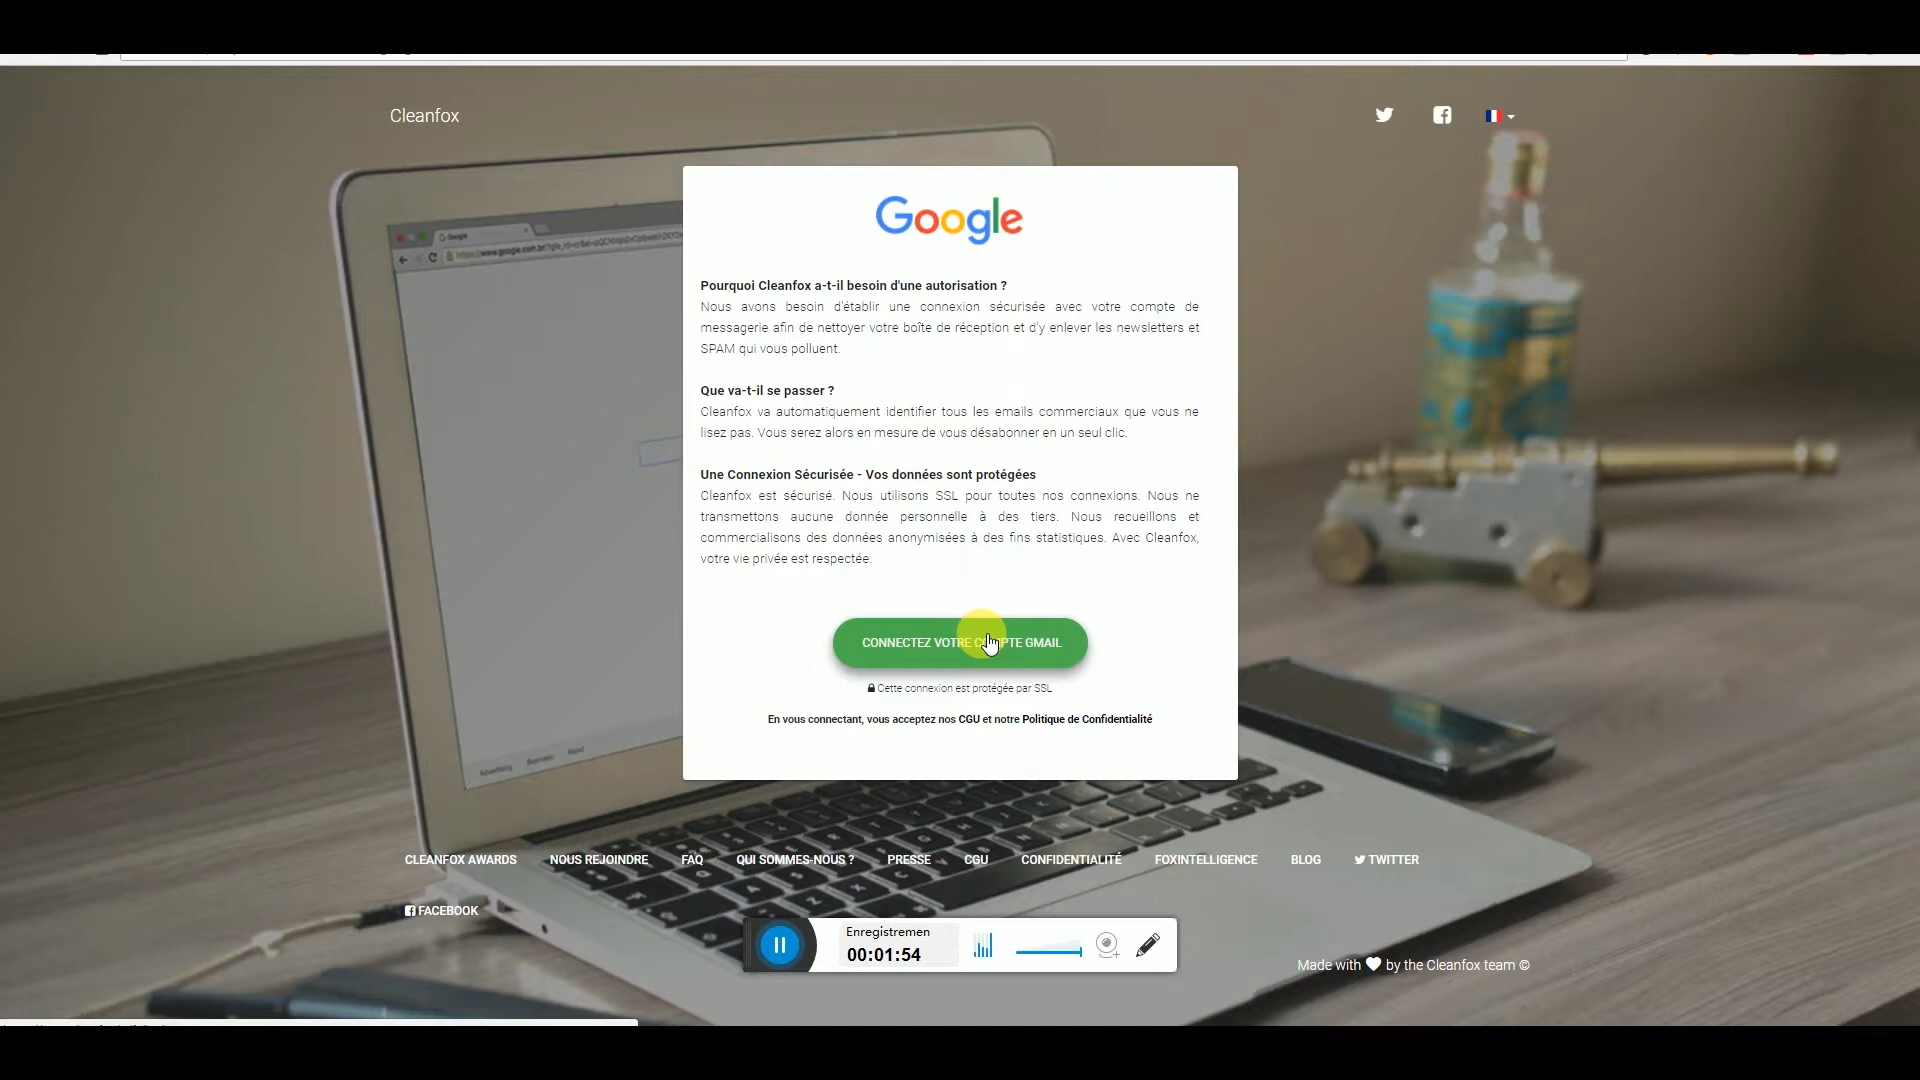 Cleanfox
Google
Pourquoi Cleanfox a-t-il besoin d'une autorisation ?
Nous avons besoin d'établir une connexion sécurisée avec votre compte de
messagerie afin de nettoyer votre boîte de réception et d'y enlever les newsletters et
SPAM qui vous polluent.
Que va-t-il se passer ?
Cleanfox va automatiquement identifier tous les emails commerciaux que vous ne
lisez pas. Vous serez alors en mesure de vous désabonner en un seul clic.
Une Connexion Sécurisée - Vos données sont protégées
Cleanfox est sécurisé. Nous utilisons SSL pour toutes nos connexions. Nous ne
transmettons aucune donnée personnelle à des tiers. Nous recueillons et
commercialisons des données anonymisées à des fins statistiques. Avec Cleanfox,
votre vie privée est respectée.
CONNECTEZ VOTRE COMPTE GMAIL
Cette connexion est protégée par SSL
En vous connectant, vous acceptez nos CGU et notre Politique de Confidentialité
CLEANFOX AWARDS NOUS REJOINDRE FAQ QUI SOMMES-NOUS ? PRESSE CGU CONFIDENTIALITÉ FOXINTELLIGENCE BLOG TWITTER
FACEBOOK
Enregistremen
00:01:54
Made with by the Cleanfox team ©